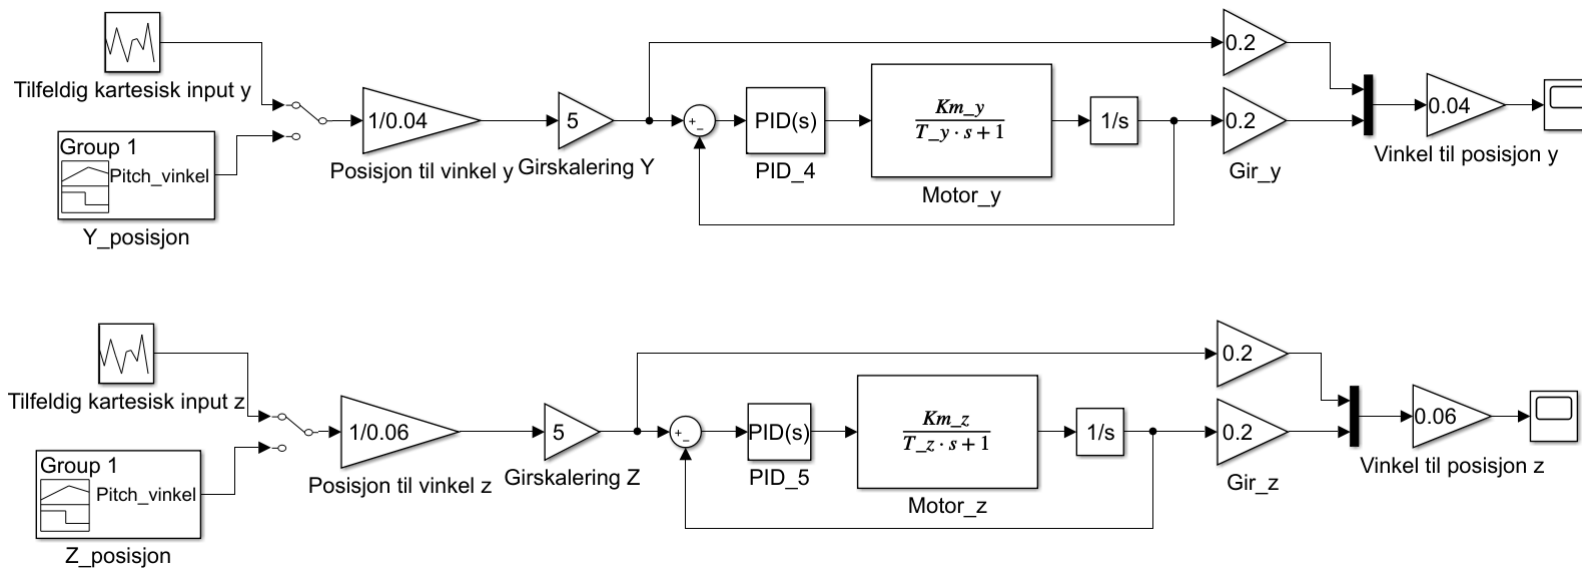 Tilfeldig kartesisk input y
Group 1
Pitch_vinkel
Y_posisjon
1/0.04
Posisjon til vinkel y
5
Girskalering Y
+
-
PID(s)
PID_4
Km_y
T_y · s + 1
Motor_y
1/s
0.2
0.2
Gir_y
0.04
Vinkel til posisjon y
Tilfeldig kartesisk input z
Group 1
Pitch_vinkel
Z_posisjon
1/0.06
Posisjon til vinkel z
5
Girskalering Z
+
-
PID(s)
PID_5
Km_z
T_z · s + 1
Motor_z
1/s
0.2
0.2
Gir_z
0.06
Vinkel til posisjon z